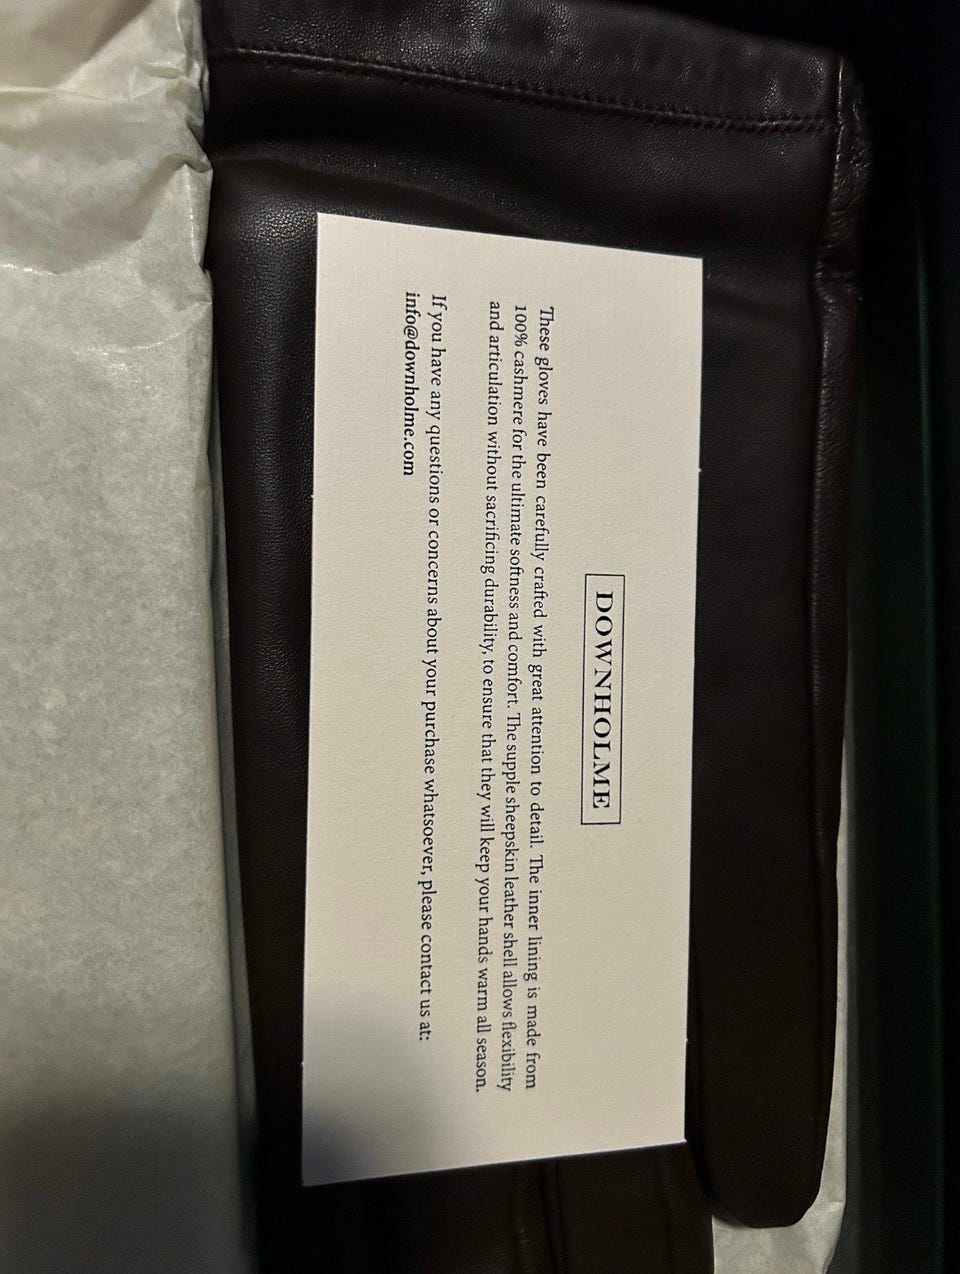 DOWNHOLME
These gloves have been carefully crafted with great attention to detail. The inner lining is made from
100% cashmere for the ultimate softness and comfort. The supple sheepskin leather shell allows flexibility
and articulation without sacrificing durability, to ensure that they will keep your hands warm all season.
If you have any questions or concerns about your purchase whatsoever, please contact us at:
info@downholme.com